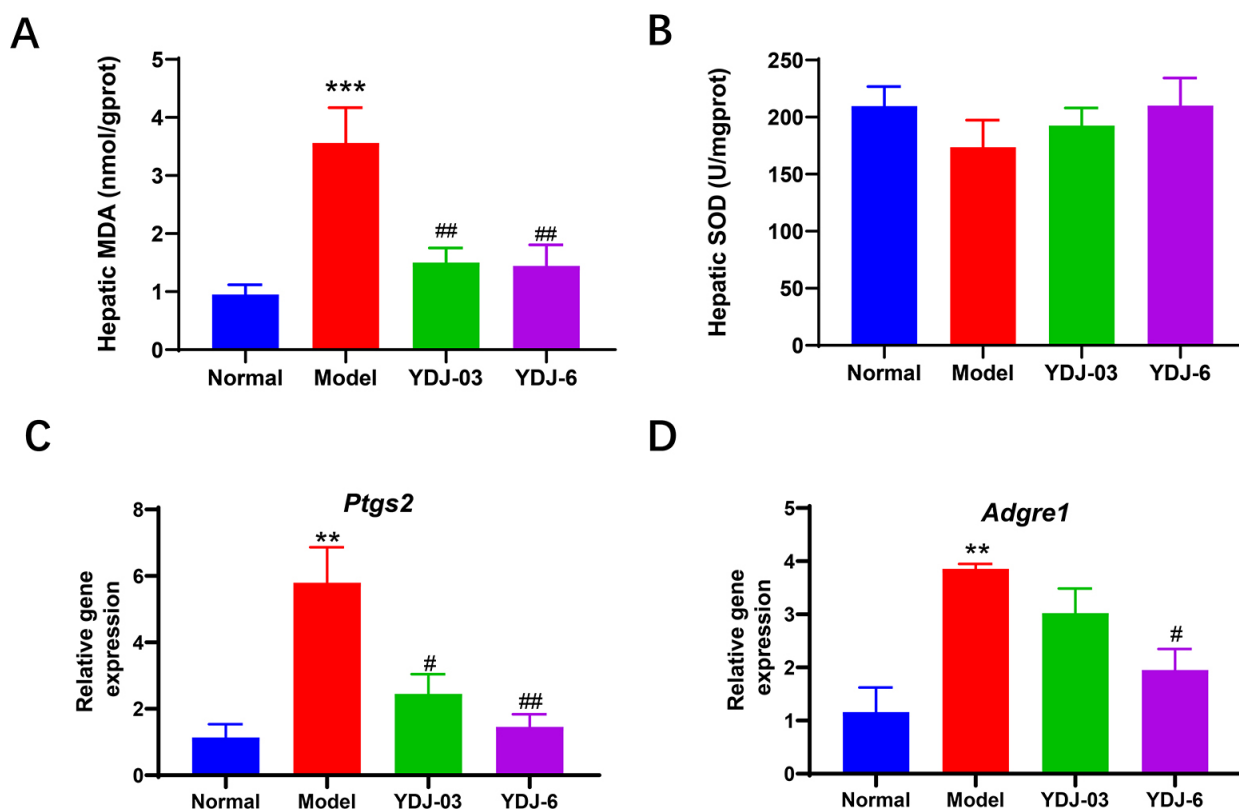 A
Hepatic MDA (nmol/gprot)
5
4
3
2
1
0
***
##
##
Normal Model YDJ-03 YDJ-6
B
Hepatic SOD (U/mgprot)
250
200
150
100
50
0
Normal Model YDJ-03 YDJ-6
C
Ptgs2
Relative gene
expression
8
6
4
2
0
**
#
##
Normal Model YDJ-03 YDJ-6
D
Adgre1
Relative gene
expression
5
4
3
2
1
0
**
#
Normal Model YDJ-03 YDJ-6